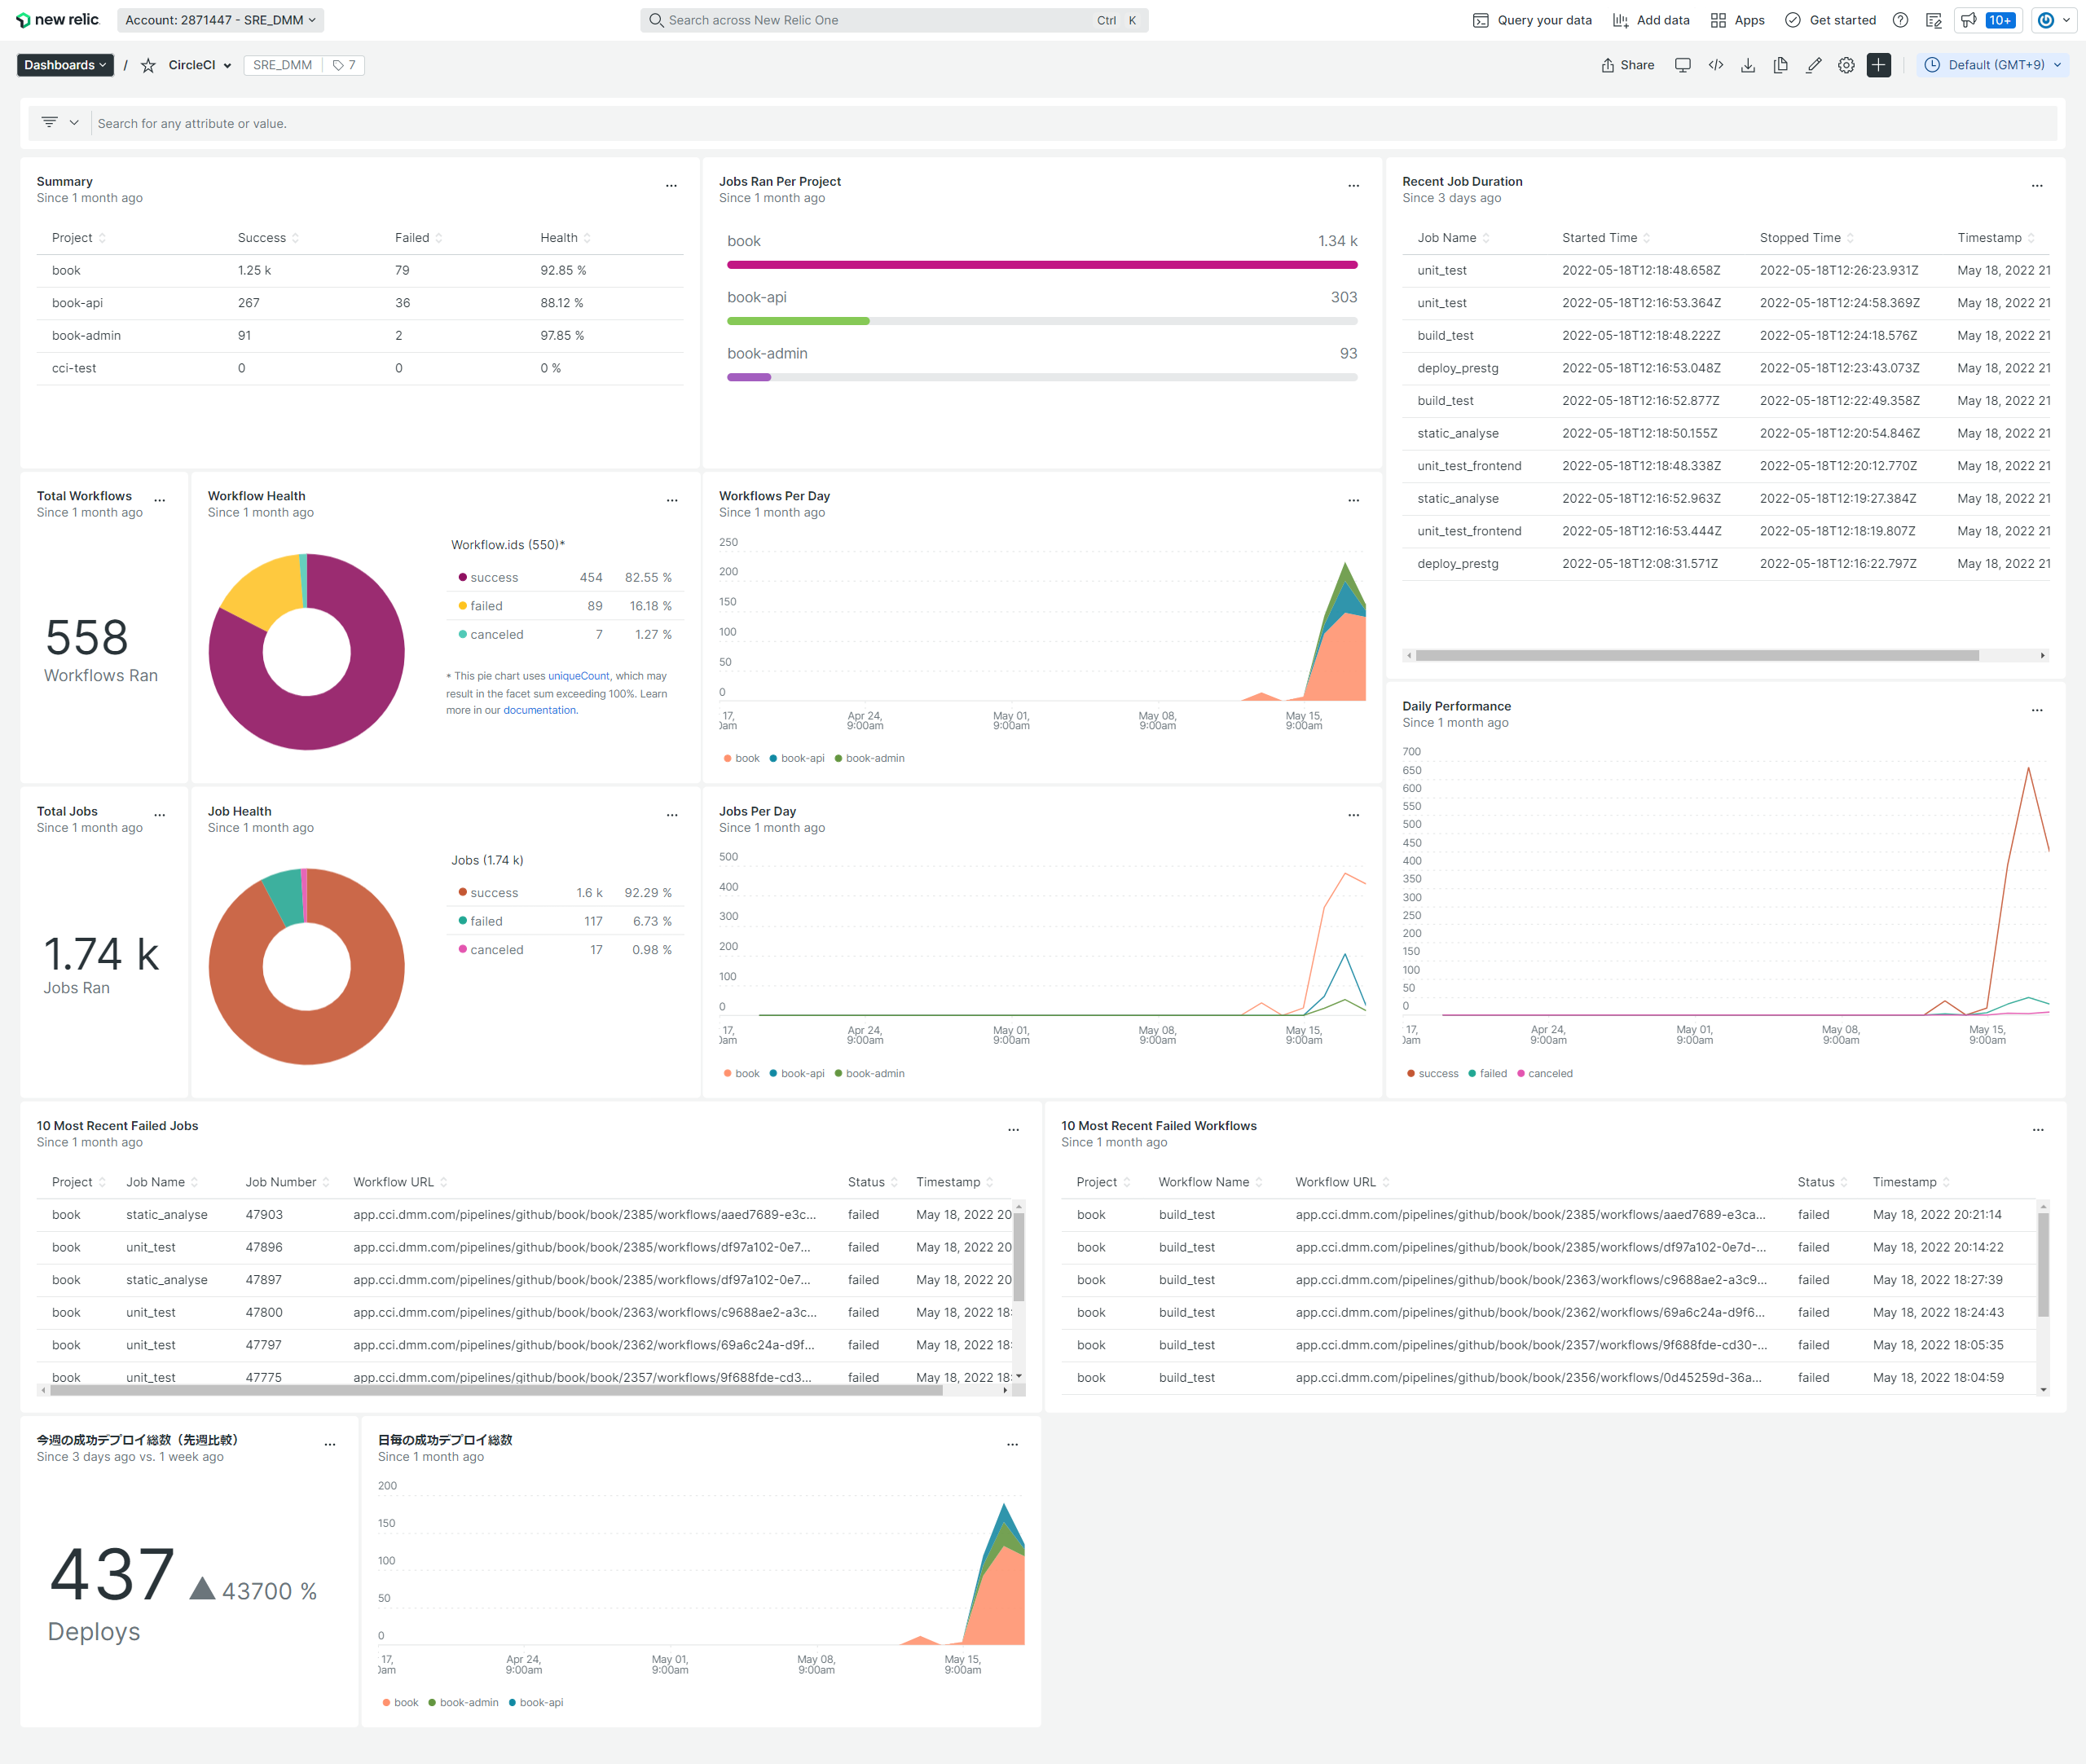 new relic.
Account: 2871447 - SRE_DMM
Search across New Relic One
Ctrl K
Query your data
Add data
Apps
Get started
10+
Dashboards
/
CircleCI
SRE_DMM
7
Share
Default (GMT+9)
Search for any attribute or value.
Summary
Since 1 month ago
Project Success Failed Health
book 1.25 k 79 92.85 %
book-api 267 36 88.12 %
book-admin 91 2 97.85 %
cci-test 0 0 0 %
Jobs Ran Per Project
Since 1 month ago
book 1.34 k
book-api 303
book-admin 93
Recent Job Duration
Since 3 days ago
Job Name Started Time Stopped Time Timestamp
unit_test 2022-05-18T12:18:48.658Z 2022-05-18T12:26:23.931Z May 18, 2022 21
unit_test 2022-05-18T12:16:53.364Z 2022-05-18T12:24:58.369Z May 18, 2022 21
build_test 2022-05-18T12:18:48.222Z 2022-05-18T12:24:18.576Z May 18, 2022 21
deploy_prestg 2022-05-18T12:16:53.048Z 2022-05-18T12:23:43.073Z May 18, 2022 21
build_test 2022-05-18T12:16:52.877Z 2022-05-18T12:22:49.358Z May 18, 2022 21
static_analyse 2022-05-18T12:18:50.155Z 2022-05-18T12:20:54.846Z May 18, 2022 21
unit_test_frontend 2022-05-18T12:18:48.338Z 2022-05-18T12:20:12.770Z May 18, 2022 21
static_analyse 2022-05-18T12:16:52.963Z 2022-05-18T12:19:27.384Z May 18, 2022 21
unit_test_frontend 2022-05-18T12:16:53.444Z 2022-05-18T12:18:19.807Z May 18, 2022 21
deploy_prestg 2022-05-18T12:08:31.571Z 2022-05-18T12:16:22.797Z May 18, 2022 21
Total Workflows
Since 1 month ago
558
Workflows Ran
Workflow Health
Since 1 month ago
Workflow.ids (550)*
success 454 82.55 %
failed 89 16.18 %
canceled 7 1.27 %
* This pie chart uses uniqueCount, which may
result in the facet sum exceeding 100%. Learn
more in our documentation.
Workflows Per Day
Since 1 month ago
250
200
150
100
50
0
17, Apr 24, May 01, May 08, May 15,
0am 9:00am 9:00am 9:00am 9:00am
book book-api book-admin
Daily Performance
Since 1 month ago
700
650
600
550
500
450
400
350
300
250
200
150
100
50
0
17, Apr 24, May 01, May 08, May 15,
0am 9:00am 9:00am 9:00am 9:00am
success failed canceled
Total Jobs
Since 1 month ago
1.74 k
Jobs Ran
Job Health
Since 1 month ago
Jobs (1.74 k)
success 1.6 k 92.29 %
failed 117 6.73 %
canceled 17 0.98 %
Jobs Per Day
Since 1 month ago
500
400
300
200
100
0
17, Apr 24, May 01, May 08, May 15,
0am 9:00am 9:00am 9:00am 9:00am
book book-api book-admin
10 Most Recent Failed Jobs
Since 1 month ago
Project Job Name Job Number Workflow URL Status Timestamp
book static_analyse 47903 app.cci.dmm.com/pipelines/github/book/book/2385/workflows/aaed7689-e3c... failed May 18, 2022 20
book unit_test 47896 app.cci.dmm.com/pipelines/github/book/book/2385/workflows/df97a102-0e7... failed May 18, 2022 20
book static_analyse 47897 app.cci.dmm.com/pipelines/github/book/book/2385/workflows/df97a102-0e7... failed May 18, 2022 20
book unit_test 47800 app.cci.dmm.com/pipelines/github/book/book/2363/workflows/c9688ae2-a3c... failed May 18, 2022 18:
book unit_test 47797 app.cci.dmm.com/pipelines/github/book/book/2362/workflows/69a6c24a-d9f... failed May 18, 2022 18:
book unit_test 47775 app.cci.dmm.com/pipelines/github/book/book/2357/workflows/9f688fde-cd3... failed May 18, 2022 18:
10 Most Recent Failed Workflows
Since 1 month ago
Project Workflow Name Workflow URL Status Timestamp
book build_test app.cci.dmm.com/pipelines/github/book/book/2385/workflows/aaed7689-e3ca... failed May 18, 2022 20:21:14
book build_test app.cci.dmm.com/pipelines/github/book/book/2385/workflows/df97a102-0e7d-... failed May 18, 2022 20:14:22
book build_test app.cci.dmm.com/pipelines/github/book/book/2363/workflows/c9688ae2-a3c9... failed May 18, 2022 18:27:39
book build_test app.cci.dmm.com/pipelines/github/book/book/2362/workflows/69a6c24a-d9f6... failed May 18, 2022 18:24:43
book build_test app.cci.dmm.com/pipelines/github/book/book/2357/workflows/9f688fde-cd30-... failed May 18, 2022 18:05:35
book build_test app.cci.dmm.com/pipelines/github/book/book/2356/workflows/0d45259d-36a... failed May 18, 2022 18:04:59
今週の成功デプロイ総数（先週比較）
Since 3 days ago vs. 1 week ago
437 43700 %
Deploys
日毎の成功デプロイ総数
Since 1 month ago
200
150
100
50
0
17, Apr 24, May 01, May 08, May 15,
0am 9:00am 9:00am 9:00am 9:00am
book book-admin book-api